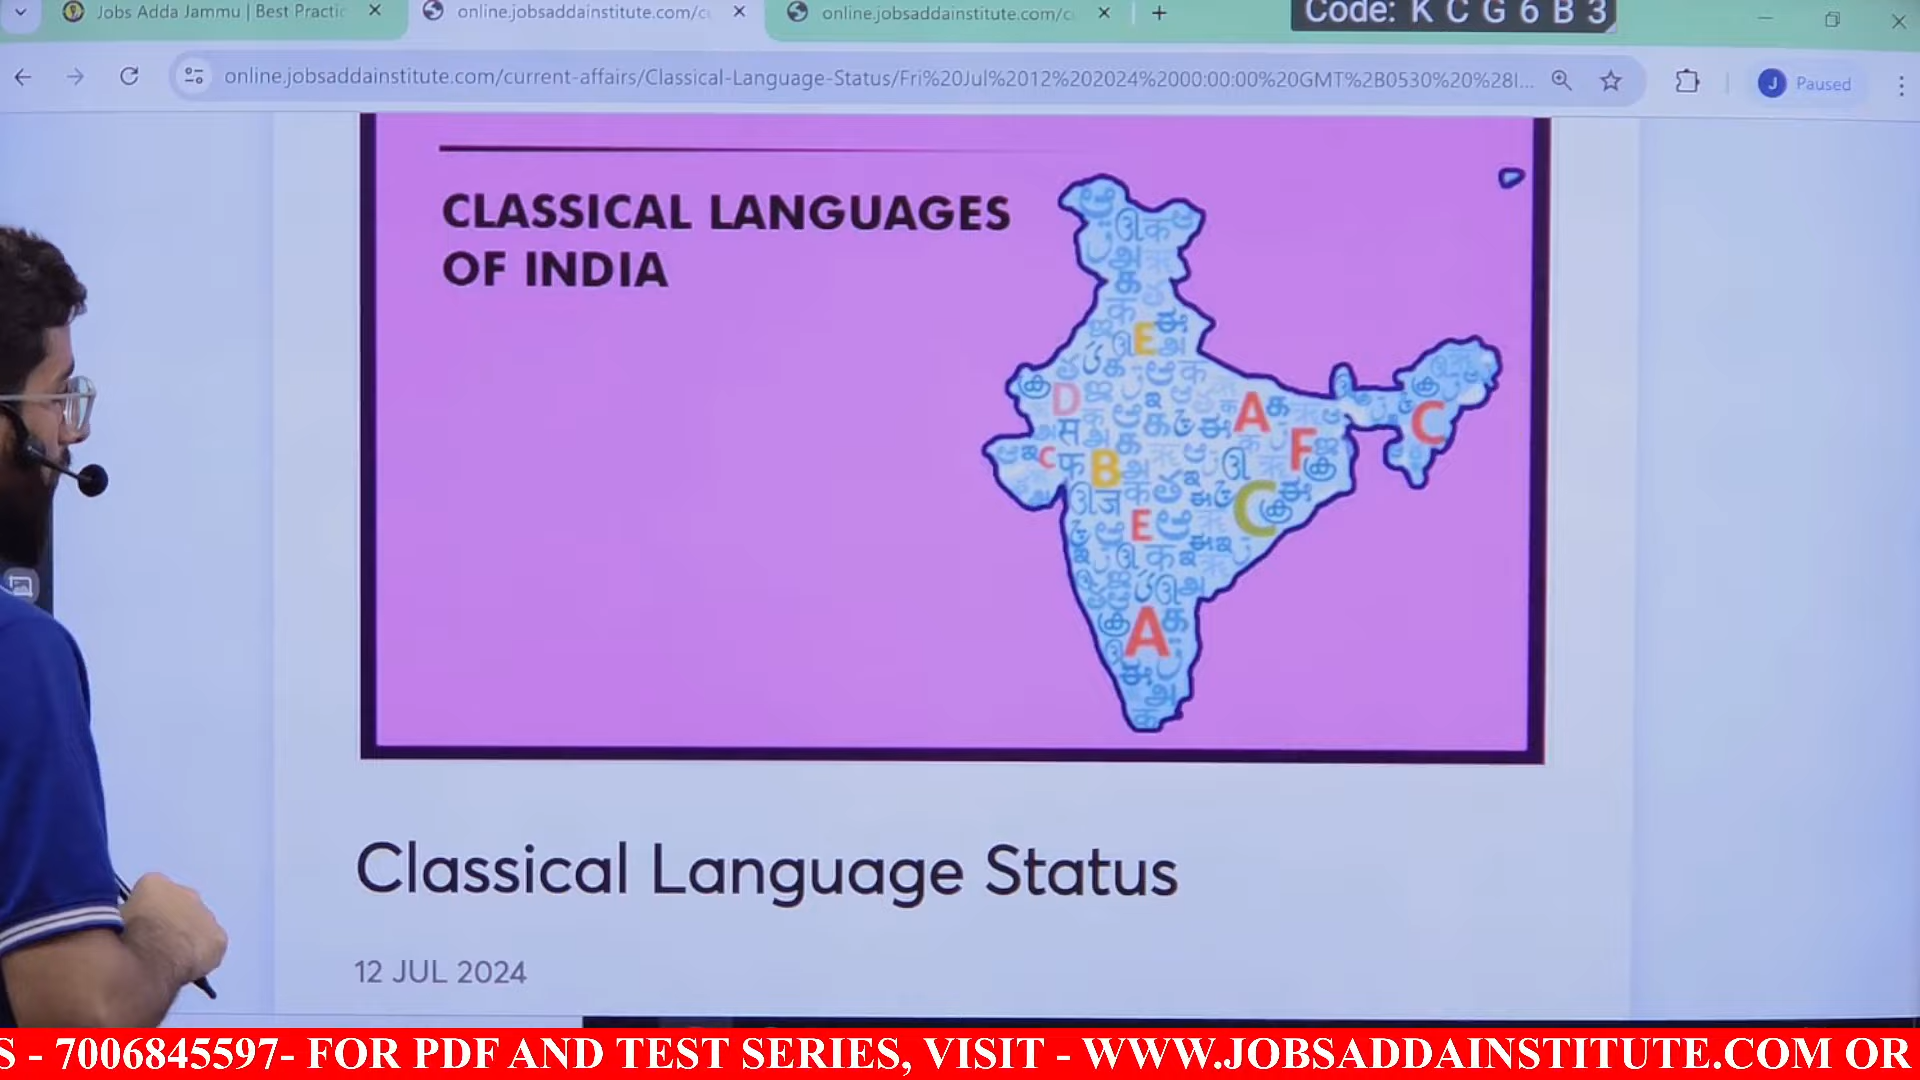 Jobs Adda Jammu | Best Practic
online.jobsaddainstitute.com/c
online.jobsaddainstitute.com/c
Code: K C G 6 B 3
online.jobsaddainstitute.com/current-affairs/Classical-Language-Status/Fri%20Jul%2012%202024%2000:00:00%20GMT%2B0530%20%28I...
J Paused
CLASSICAL LANGUAGES
OF INDIA
E
D
A
C
F
C
B
C
E
A
Classical Language Status
12 JUL 2024
S - 7006845597- FOR PDF AND TEST SERIES, VISIT - WWW.JOBSADDAINSTITUTE.COM OR